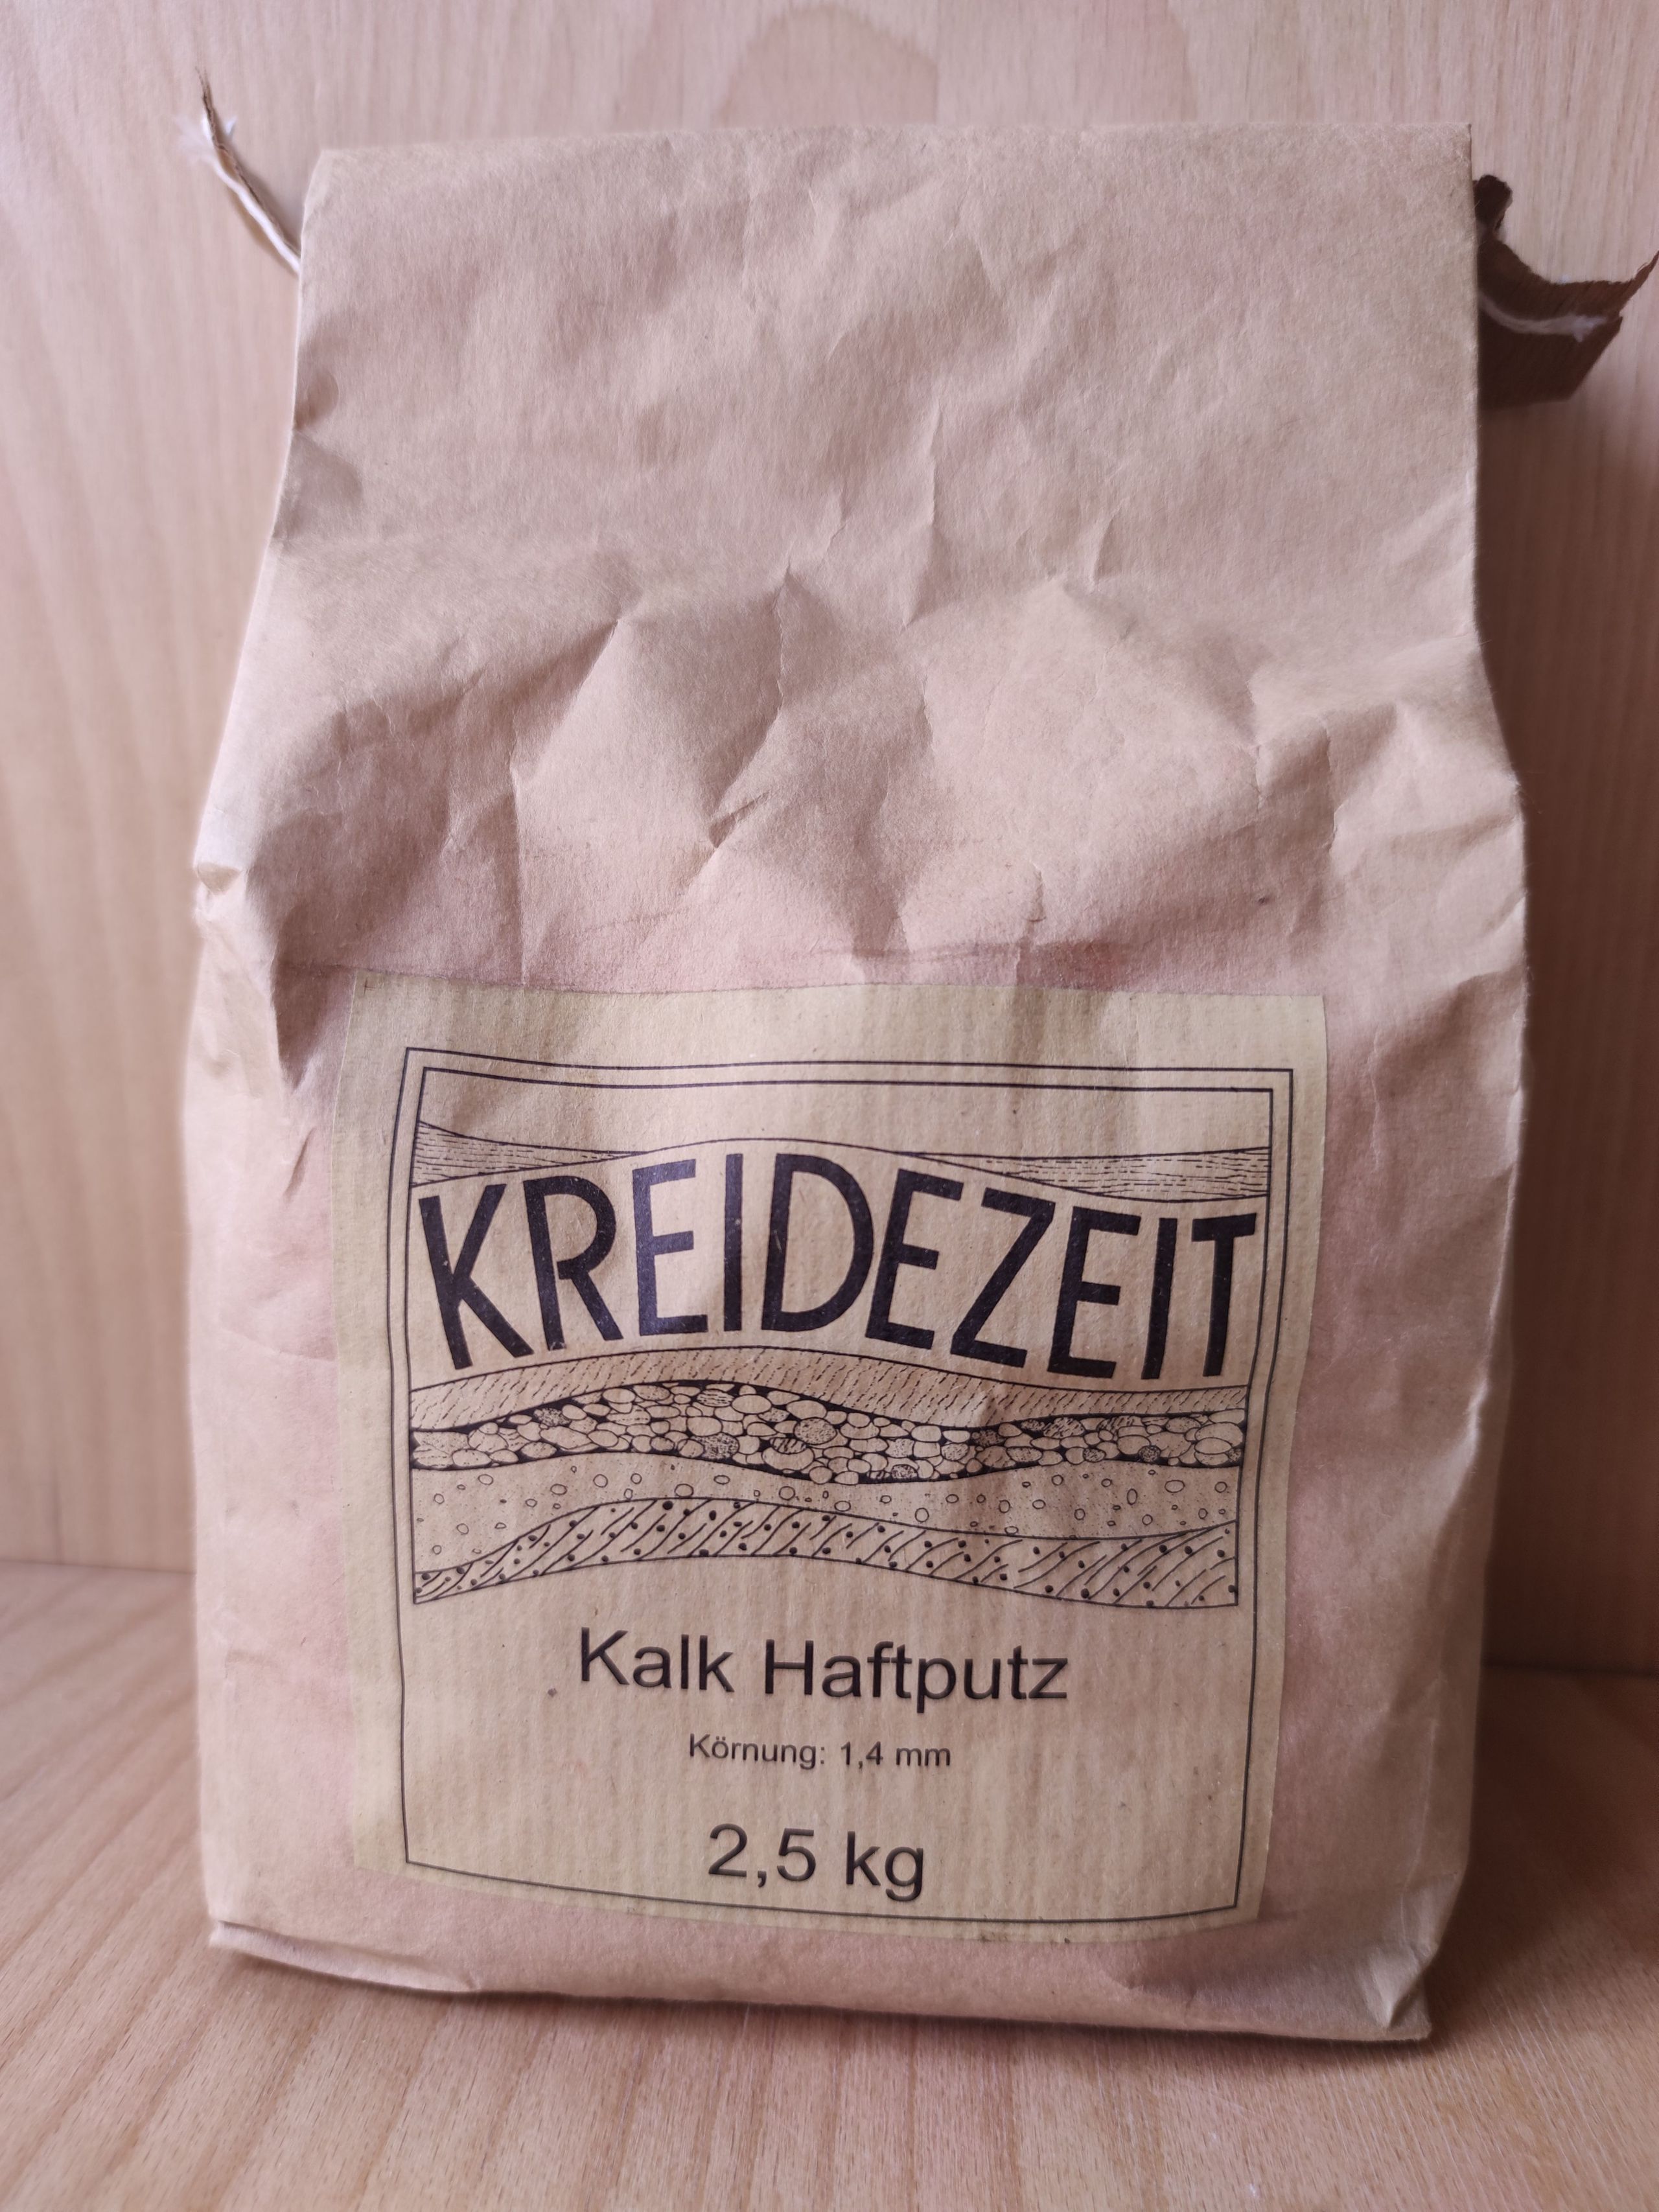 KREIDEZEIT
Kalk Haftputz
Körnung: 1,4 mm
2,5 kg